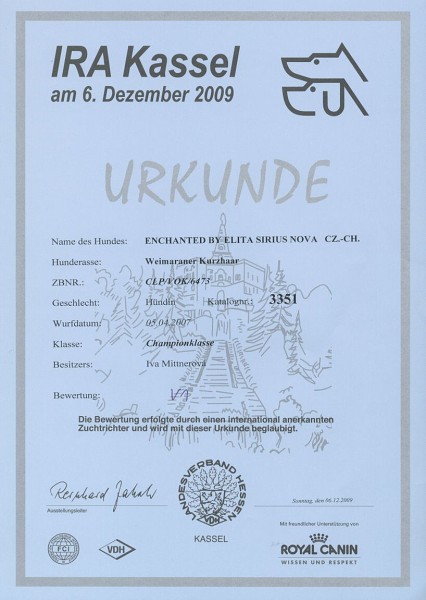 IRA Kassel
am 6. Dezember 2009
URKUNDE
Name des Hundes: ENCHANTED BY ELITA SIRIUS NOVA CZ.-CH.
Hunderasse: Weimaraner Kurzhaar
ZBNR.: CLP/VOK/6473
Geschlecht: Hündin Katalognr.: 3351
Wurfdatum: 05.04.2007
Klasse: Championklasse
Besitzers: Iva Mittnerová
Bewertung: V1
Die Bewertung erfolgte durch einen international anerkannten
Zuchtrichter und wird mit dieser Urkunde beglaubigt.
LANDESVERBAND HESSEN
VDH
KASSEL
Sonntag, den 06.12.2009
Ausstellungsleiter
Mit freundlicher Unterstützung von
FCI
VDH
ROYAL CANIN
WISSEN UND RESPEKT